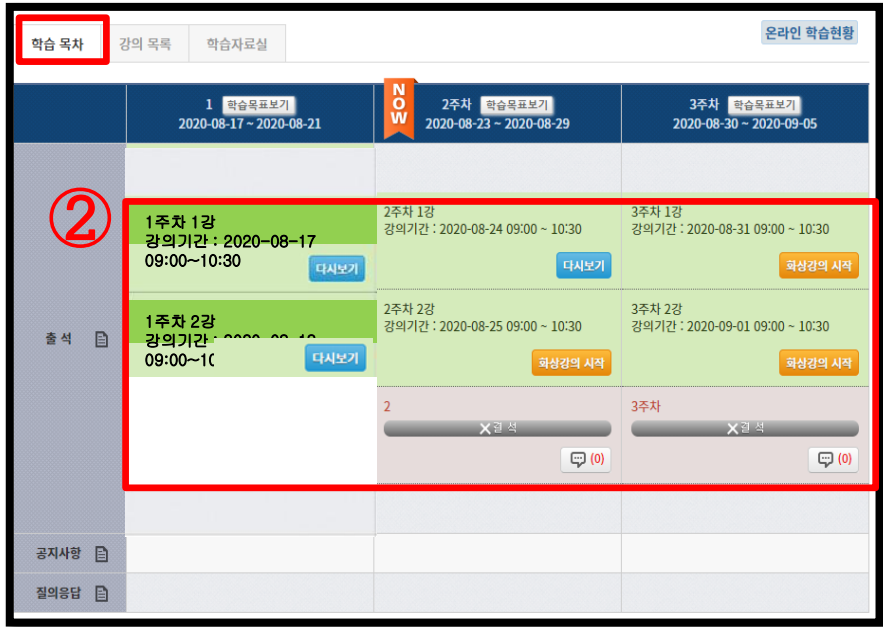 학습 목차
강의 목록
학습자료실
온라인 학습현황
1 학습목표보기
2020-08-17 ~ 2020-08-21
NOW
2주차 학습목표보기
2020-08-23 ~ 2020-08-29
3주차 학습목표보기
2020-08-30 ~ 2020-09-05
②
출 석
1주차 1강
강의기간 : 2020-08-17
09:00~10:30
다시보기
2주차 1강
강의기간 : 2020-08-24 09:00 ~ 10:30
다시보기
3주차 1강
강의기간 : 2020-08-31 09:00 ~ 10:30
화상강의 시작
1주차 2강
강의기간 :
09:00~1
다시보기
2주차 2강
강의기간 : 2020-08-25 09:00 ~ 10:30
화상강의 시작
3주차 2강
강의기간 : 2020-09-01 09:00 ~ 10:30
화상강의 시작
2
결 석
(0)
3주차
결 석
(0)
공지사항
질의응답